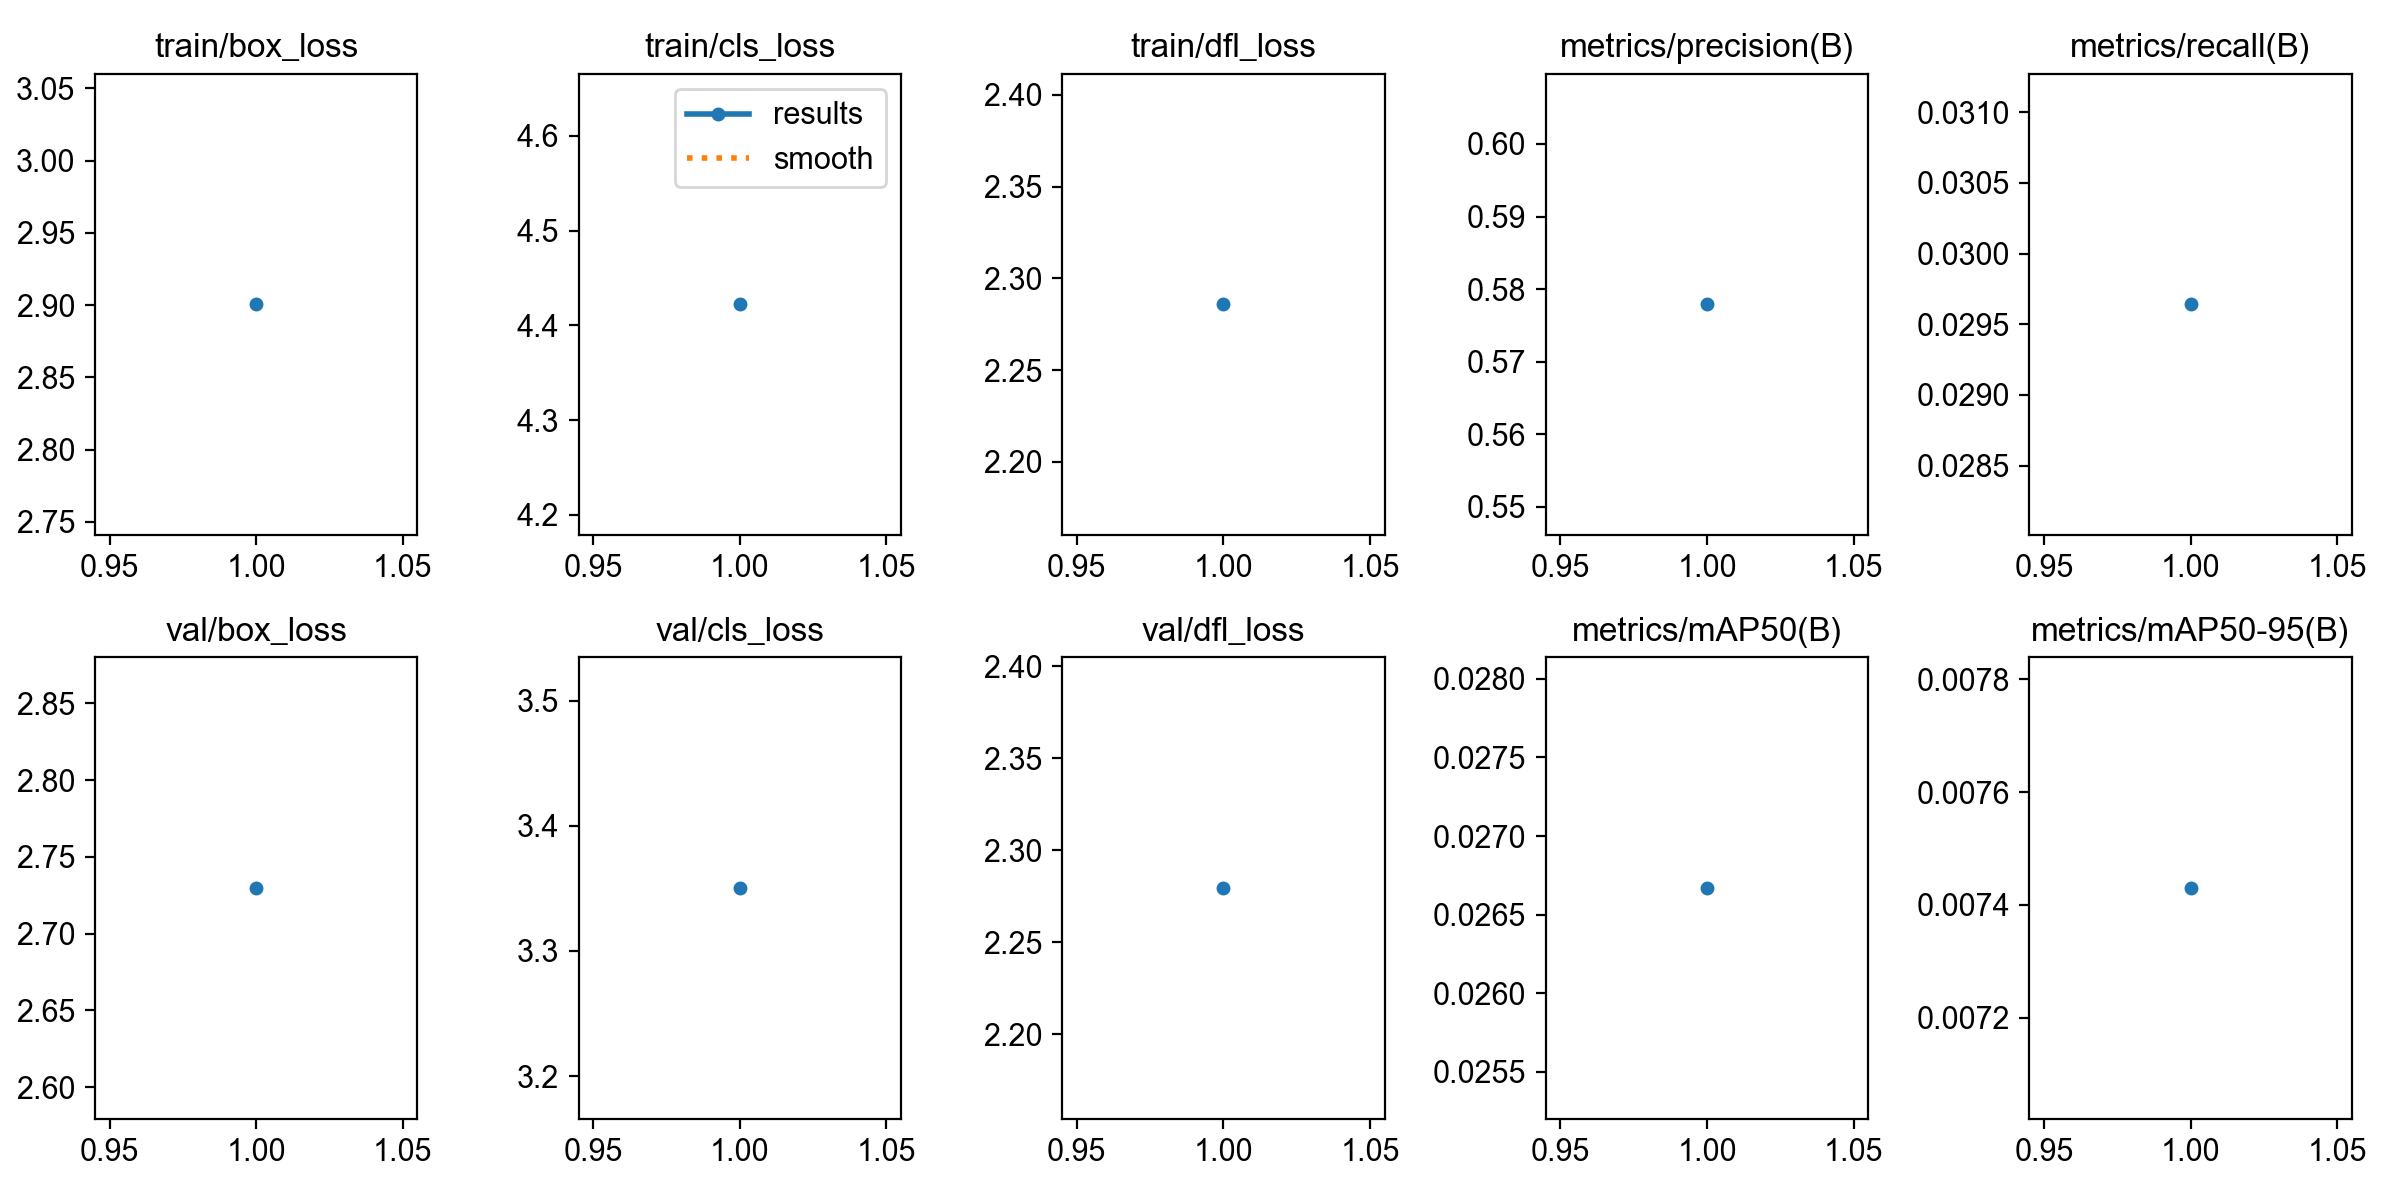 train/box_loss
3.05
3.00
2.95
2.90
2.85
2.80
2.75
0.95 1.00 1.05
train/cls_loss
results
smooth
4.6
4.5
4.4
4.3
4.2
0.95 1.00 1.05
train/dfl_loss
2.40
2.35
2.30
2.25
2.20
0.95 1.00 1.05
metrics/precision(B)
0.60
0.59
0.58
0.57
0.56
0.55
0.95 1.00 1.05
metrics/recall(B)
0.0310
0.0305
0.0300
0.0295
0.0290
0.0285
0.95 1.00 1.05
val/box_loss
2.85
2.80
2.75
2.70
2.65
2.60
0.95 1.00 1.05
val/cls_loss
3.5
3.4
3.3
3.2
0.95 1.00 1.05
val/dfl_loss
2.40
2.35
2.30
2.25
2.20
0.95 1.00 1.05
metrics/mAP50(B)
0.0280
0.0275
0.0270
0.0265
0.0260
0.0255
0.95 1.00 1.05
metrics/mAP50-95(B)
0.0078
0.0076
0.0074
0.0072
0.95 1.00 1.05